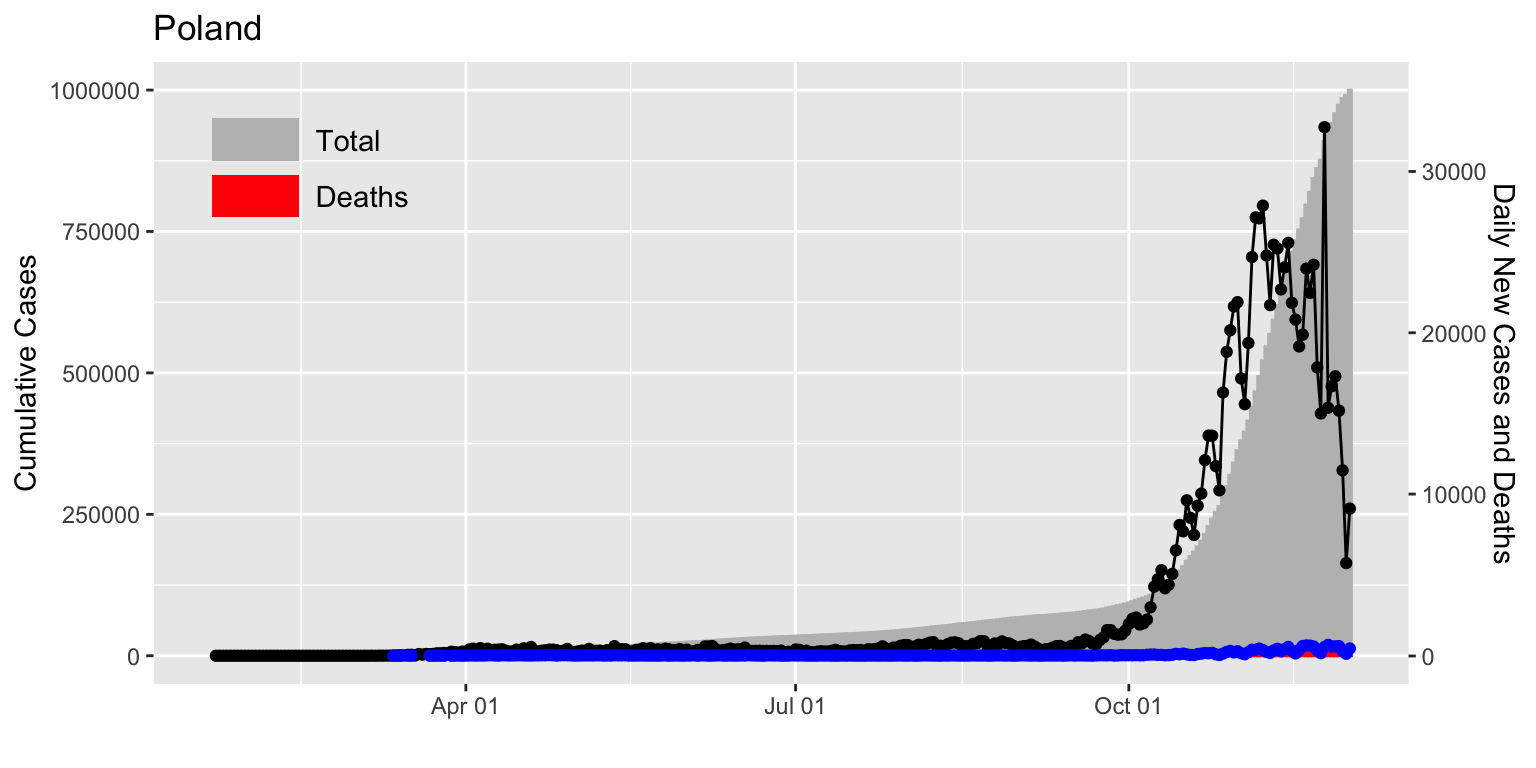 Poland
Total
Deaths
Cumulative Cases
1000000
750000
500000
250000
0
30000
20000
10000
0
Daily New Cases and Deaths
Apr 01
Jul 01
Oct 01